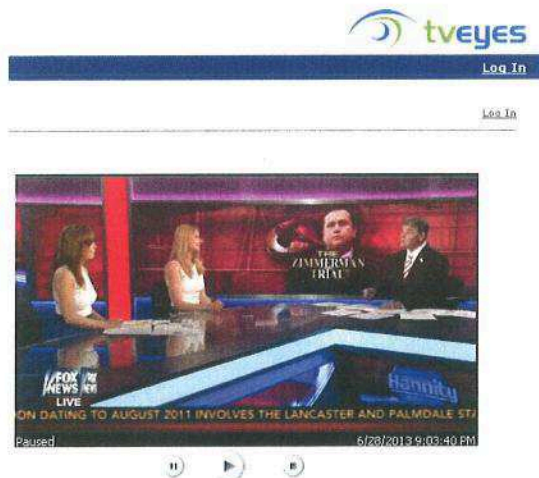 tveyes
Log In
Log In
THE
ZIMMERMAN
TRIAL
FOX
NEWS
LIVE
Hannity
ON DATING TO AUGUST 2011 INVOLVES THE LANCASTER AND PALMDALE STA
Paused 6/28/2013 9:03:40 PM